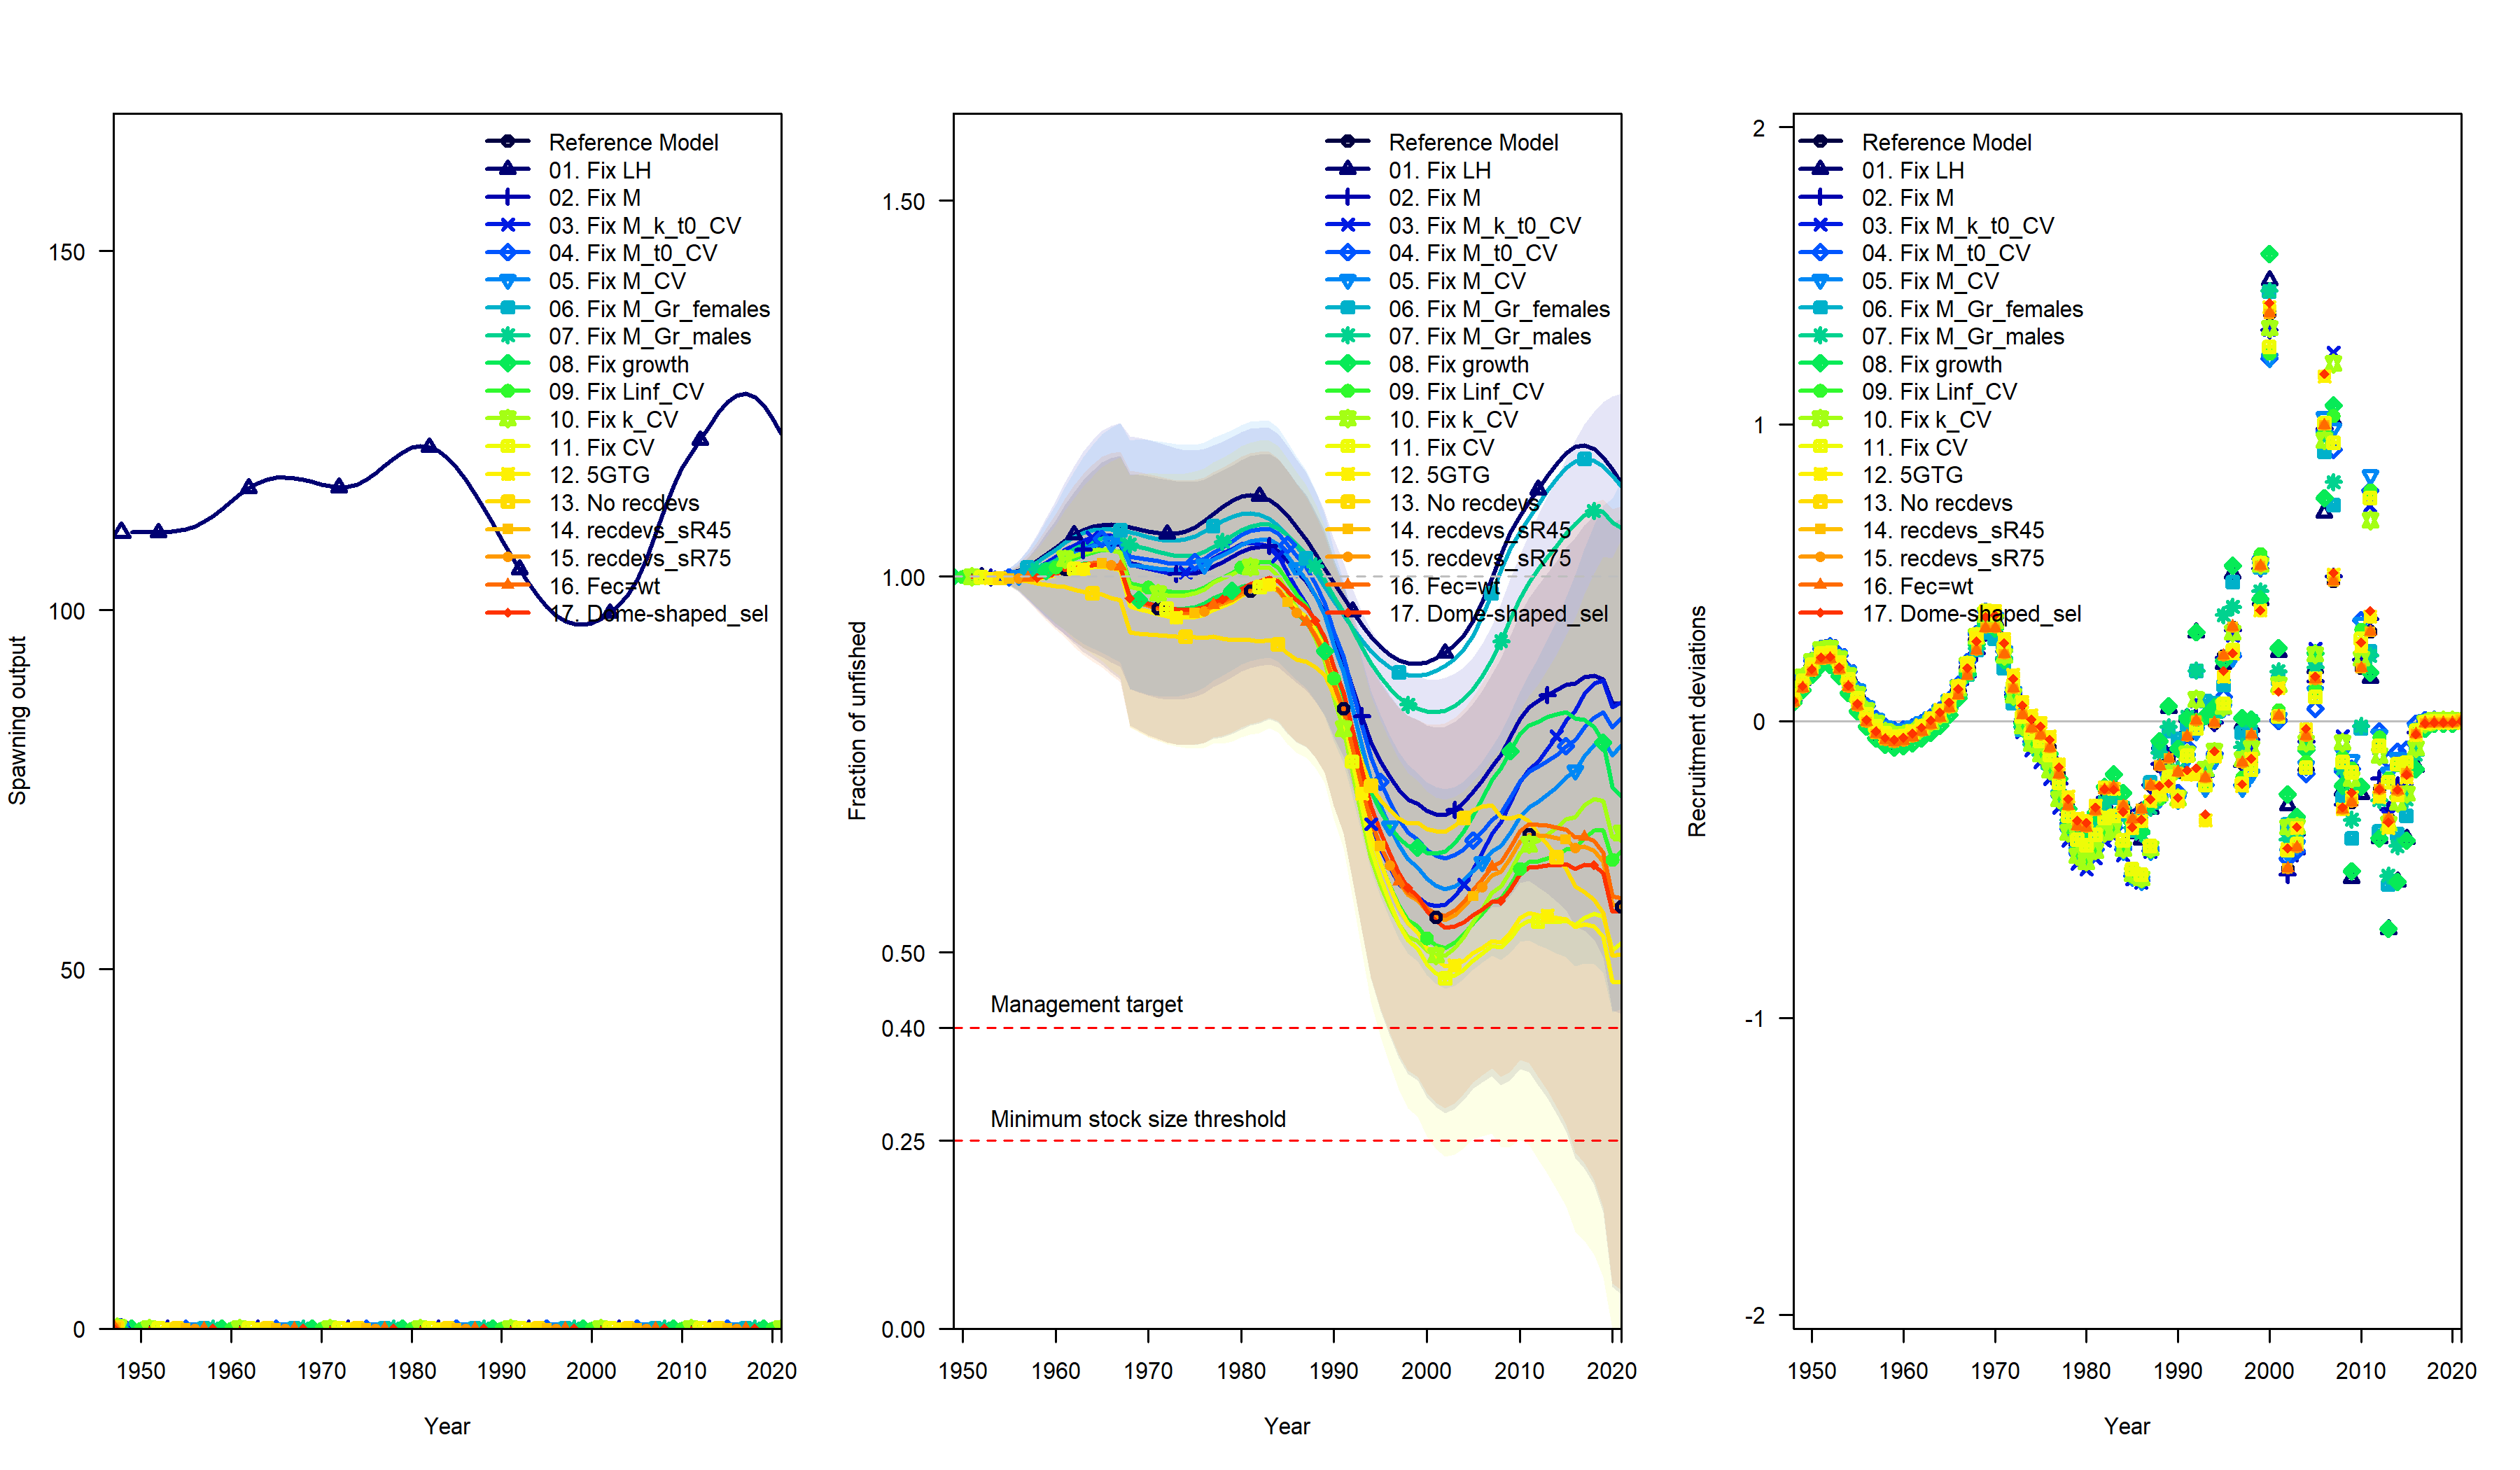 Spawning output
150
100
50
0
1950 1960 1970 1980 1990 2000 2010 2020
Year
Reference Model
01. Fix LH
02. Fix M
03. Fix M_k_t0_CV
04. Fix M_t0_CV
05. Fix M_CV
06. Fix M_Gr_females
07. Fix M_Gr_males
08. Fix growth
09. Fix Linf_CV
10. Fix k_CV
11. Fix CV
12. 5GTG
13. No recdevs
14. recdevs_sR45
15. recdevs_sR75
16. Fec=wt
17. Dome-shaped_sel
Fraction of unfished
1.50
1.00
0.50
0.40
0.25
0.00
1950 1960 1970 1980 1990 2000 2010 2020
Year
Reference Model
01. Fix LH
02. Fix M
03. Fix M_k_t0_CV
04. Fix M_t0_CV
05. Fix M_CV
06. Fix M_Gr_females
07. Fix M_Gr_males
08. Fix growth
09. Fix Linf_CV
10. Fix k_CV
11. Fix CV
12. 5GTG
13. No recdevs
14. recdevs_sR45
15. recdevs_sR75
16. Fec=wt
17. Dome-shaped_sel
Management target
Minimum stock size threshold
Recruitment deviations
2
1
0
-1
-2
1950 1960 1970 1980 1990 2000 2010 2020
Year
Reference Model
01. Fix LH
02. Fix M
03. Fix M_k_t0_CV
04. Fix M_t0_CV
05. Fix M_CV
06. Fix M_Gr_females
07. Fix M_Gr_males
08. Fix growth
09. Fix Linf_CV
10. Fix k_CV
11. Fix CV
12. 5GTG
13. No recdevs
14. recdevs_sR45
15. recdevs_sR75
16. Fec=wt
17. Dome-shaped_sel